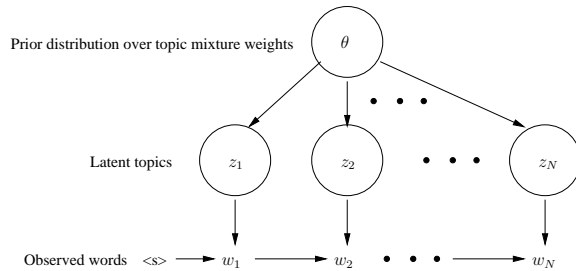 Prior distribution over topic mixture weights θ
Latent topics z1 z2 zN
Observed words <s> w1 w2 wN